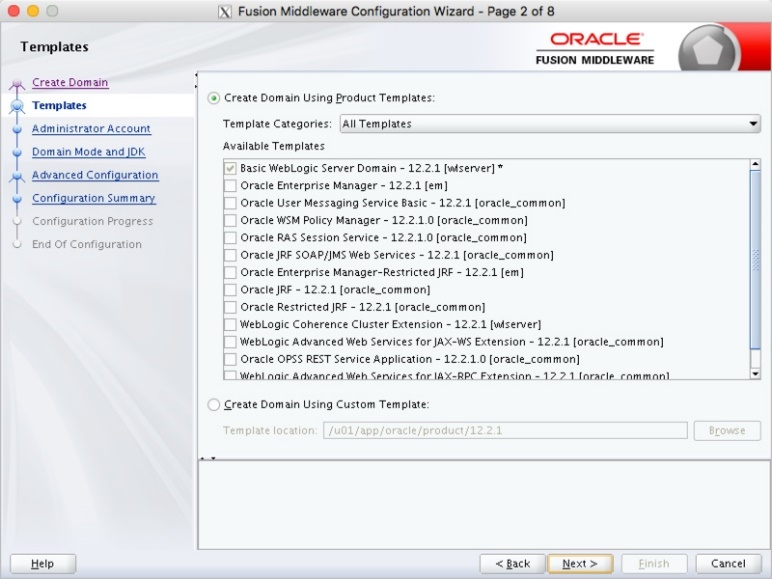 Fusion Middleware Configuration Wizard - Page 2 of 8
Templates
ORACLE
FUSION MIDDLEWARE
Create Domain
Templates
Administrator Account
Domain Mode and JDK
Advanced Configuration
Configuration Summary
Configuration Progress
End Of Configuration
Create Domain Using Product Templates:
Template Categories: All Templates
Available Templates
Basic WebLogic Server Domain - 12.2.1 [wlserver] *
Oracle Enterprise Manager - 12.2.1 [em]
Oracle User Messaging Service Basic - 12.2.1 [oracle_common]
Oracle WSM Policy Manager - 12.2.1.0 [oracle_common]
Oracle RAS Session Service - 12.2.1.0 [oracle_common]
Oracle JRF SOAP/JMS Web Services - 12.2.1 [oracle_common]
Oracle Enterprise Manager-Restricted JRF - 12.2.1 [em]
Oracle JRF - 12.2.1 [oracle_common]
Oracle Restricted JRF - 12.2.1 [oracle_common]
WebLogic Coherence Cluster Extension - 12.2.1 [wlserver]
WebLogic Advanced Web Services for JAX-WS Extension - 12.2.1 [oracle_common]
Oracle OPSS REST Service Application - 12.2.1.0 [oracle_common]
WebLogic Advanced Web Services for JAX-RPC Extension - 12.2.1 [oracle_common]
Create Domain Using Custom Template:
Template location: /u01/app/oracle/product/12.2.1
Browse
Help
< Back
Next >
Finish
Cancel